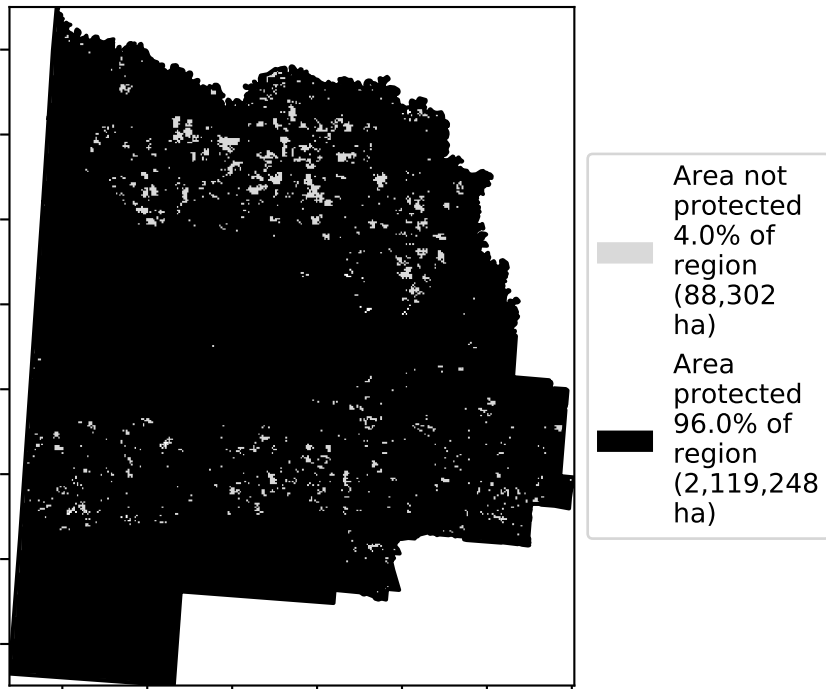 Area not
protected
4.0% of
region
(88,302
ha)
Area
protected
96.0% of
region
(2,119,248
ha)